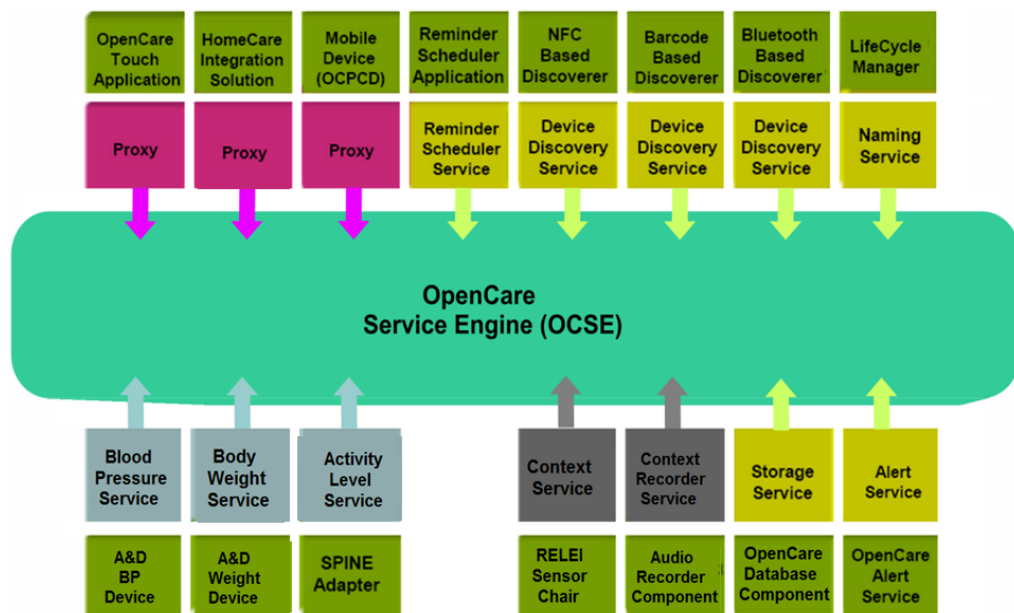 OpenCare
Touch
Application
HomeCare
Integration
Solution
Mobile
Device
(OCPCD)
Reminder
Scheduler
Application
NFC
Based
Discoverer
Barcode
Based
Discoverer
Bluetooth
Based
Discoverer
LifeCycle
Manager
Proxy
Proxy
Proxy
Reminder
Scheduler
Service
Device
Discovery
Service
Device
Discovery
Service
Device
Discovery
Service
Naming
Service
OpenCare
Service Engine (OCSE)
Blood
Pressure
Service
Body
Weight
Service
Activity
Level
Service
Context
Service
Context
Recorder
Service
Storage
Service
Alert
Service
A&D
BP
Device
A&D
Weight
Device
SPINE
Adapter
RELEI
Sensor
Chair
Audio
Recorder
Component
OpenCare
Database
Component
OpenCare
Alert
Service